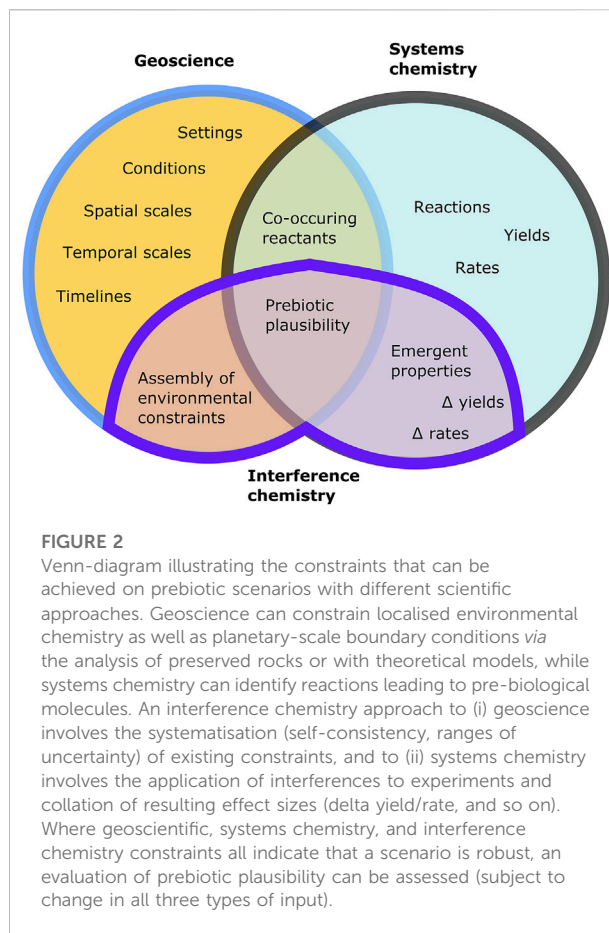 Geoscience
Systems
chemistry
Settings
Conditions
Spatial scales
Temporal scales
Timelines
Co-occuring
reactants
Reactions
Yields
Rates
Prebiotic
plausibility
Assembly of
environmental
constraints
Emergent
properties
Δ yields
Δ rates
Interference
chemistry
FIGURE 2
Venn-diagram illustrating the constraints that can be
achieved on prebiotic scenarios with different scientific
approaches. Geoscience can constrain localised environmental
chemistry as well as planetary-scale boundary conditions via
the analysis of preserved rocks or with theoretical models, while
systems chemistry can identify reactions leading to pre-biological
molecules. An interference chemistry approach to (i) geoscience
involves the systematisation (self-consistency, ranges of
uncertainty) of existing constraints, and to (ii) systems chemistry
involves the application of interferences to experiments and
collation of resulting effect sizes (delta yield/rate, and so on).
Where geoscientific, systems chemistry, and interference
chemistry constraints all indicate that a scenario is robust, an
evaluation of prebiotic plausibility can be assessed (subject to
change in all three types of input).